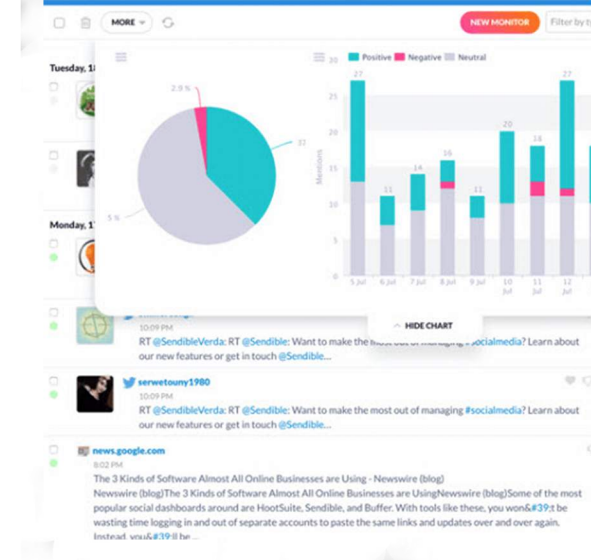 MORE
NEW MONITOR
Filter by
Tuesday,
Positive Negative Neutral
20
27
27
25
2.9 %
20
20
37
18
16
Mentions
15
14
11
11
10
5 %
Monday,
5
0
5 Jul 6 Jul 7 Jul 8 Jul 9 Jul 10 Jul 11 Jul 12 Jul
HIDE CHART
10:09 PM
RT @SendibleVerda: RT @Sendible: Want to make the most out of managing #socialmedia? Learn about
our new features or get in touch @Sendible...
serwetouny1980
10:09 PM
RT @SendibleVerda: RT @Sendible: Want to make the most out of managing #socialmedia? Learn about
our new features or get in touch @Sendible...
news.google.com
8:02 PM
The 3 Kinds of Software Almost All Online Businesses are Using - Newswire (blog)
Newswire (blog)The 3 Kinds of Software Almost All Online Businesses are UsingNewswire (blog)Some of the most
popular social dashboards around are HootSuite, Sendible, and Buffer. With tools like these, you won&#39;t be
wasting time logging in and out of separate accounts to paste the same links and updates over and over again.
Instead, you&#39;ll be ...